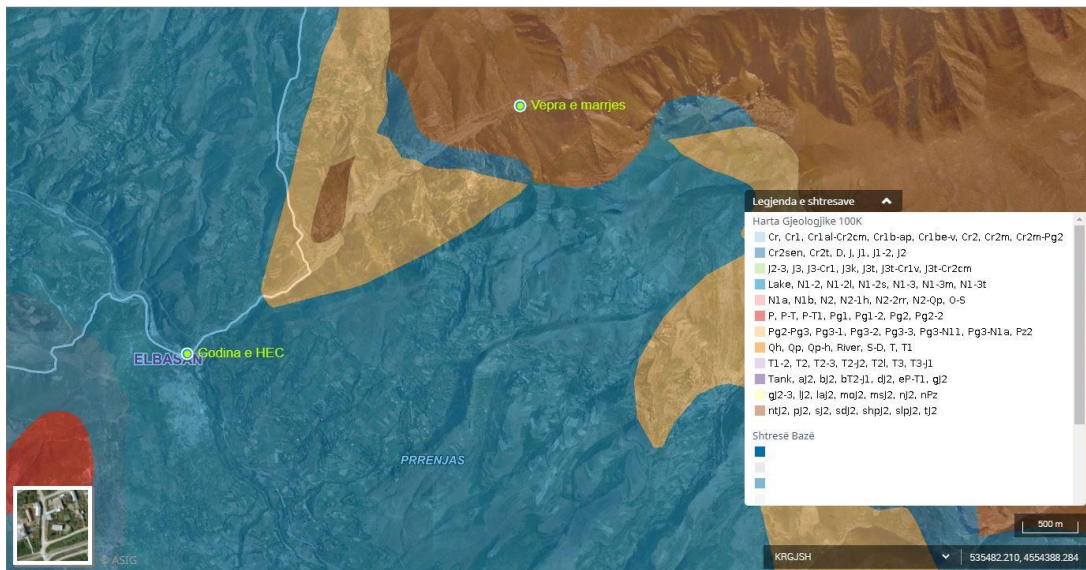 Vepra e marrjes
Legjenda e shtresave
Harta Gjeologjike 100K
Cr, Cr1, Cr1al-Cr2cm, Cr1b-ap, Cr1be-v, Cr2, Cr2m, Cr2m-Pg2
Cr2sen, Cr2t, D, J, J1, J1-2, J2
J2-3, J3, J3-Cr1, J3k, J3t, J3t-Cr1v, J3t-Cr2cm
Lake, N1-2, N1-2l, N1-2s, N1-3, N1-3m, N1-3t
N1a, N1b, N2, N2-1h, N2-2rr, N2-Qp, O-S
P, P-T, P-T1, Pg1, Pg1-2, Pg2, Pg2-2
Pg2-Pg3, Pg3-1, Pg3-2, Pg3-3, Pg3-N11, Pg3-N1a, Pz2
Qh, Qp, Qp-h, River, S-D, T, T1
T1-2, T2, T2-3, T2-J2, T2l, T3, T3-J1
Tank, aJ2, bJ2, bT2-J1, dJ2, eP-T1, gJ2
gJ2-3, lJ2, laJ2, moJ2, msJ2, nJ2, nPz
ntJ2, pJ2, sJ2, sdJ2, shpJ2, slpJ2, tJ2
Godina e HEC
ELBASAN
Shtresë Bazë
PRRENJAS
500 m
© ASIG
KRGJSH
535482.210, 4554388.284